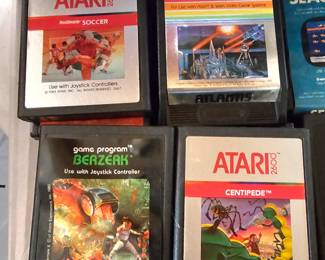 ATARI 2600
RealSports SOCCER
Use with Joystick Controllers
For Use with Atari & Sears Video Game Systems
ATLANTIS
game program
BERZERK
Use with Joystick Controller
ATARI 2600
CENTIPEDE